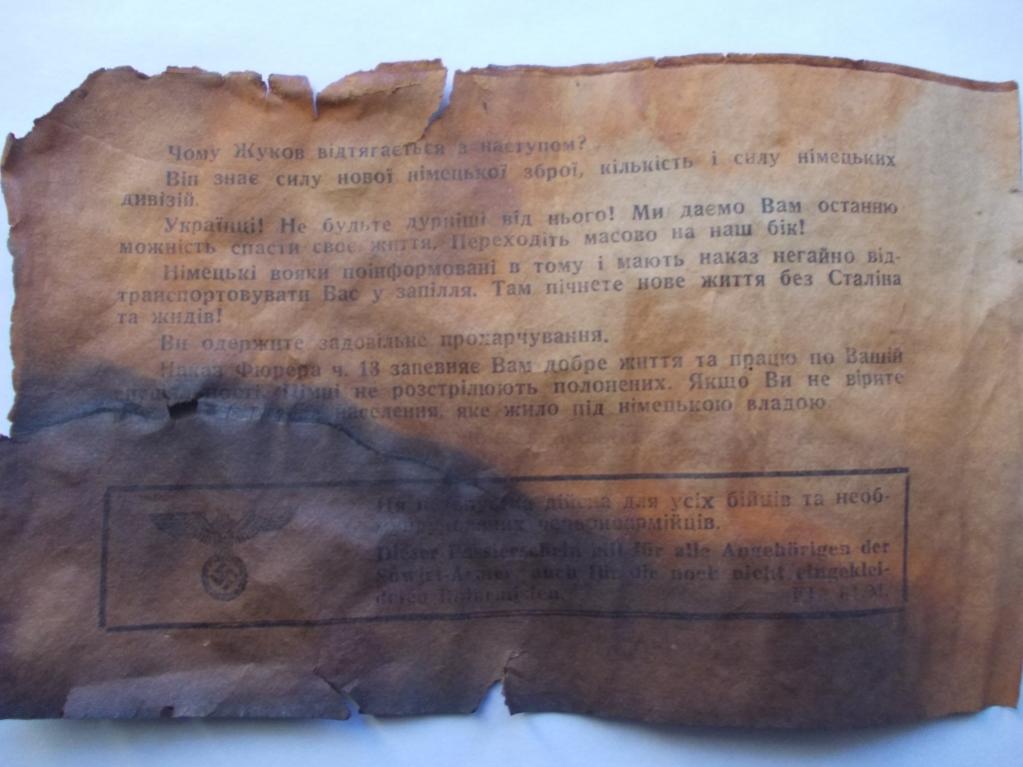 Чому Жуков відтягається з наступом?
Він знає силу нової німецької зброї, кількість і силу німецьких
дивізій.
Українці! Не будьте дурніші від нього! Ми даємо Вам останню
можність спасти своє життя. Переходіть масово на наш бік!
Німецькі вояки поінформовані в тому і мають наказ негайно від-
транспортовувати Вас у запілля. Там пічнете нове життя без Сталіна
та жидів!
Ви одержите задовільне прохарчування.
Наказ Фюрера ч. 13 запевняє Вам добре життя та працю по Вашій
Німці не розстрілюють полонених. Якщо Ви не вірите
населення, яке жило під німецькою владою.
Ця дійсна для усіх бійців та необ-
червоноармійців.
Dieser Passierschein gilt für alle Angehörigen der
Sowjet-Armee, auch für die noch nicht eingeklei-
deten Rekrutierten.